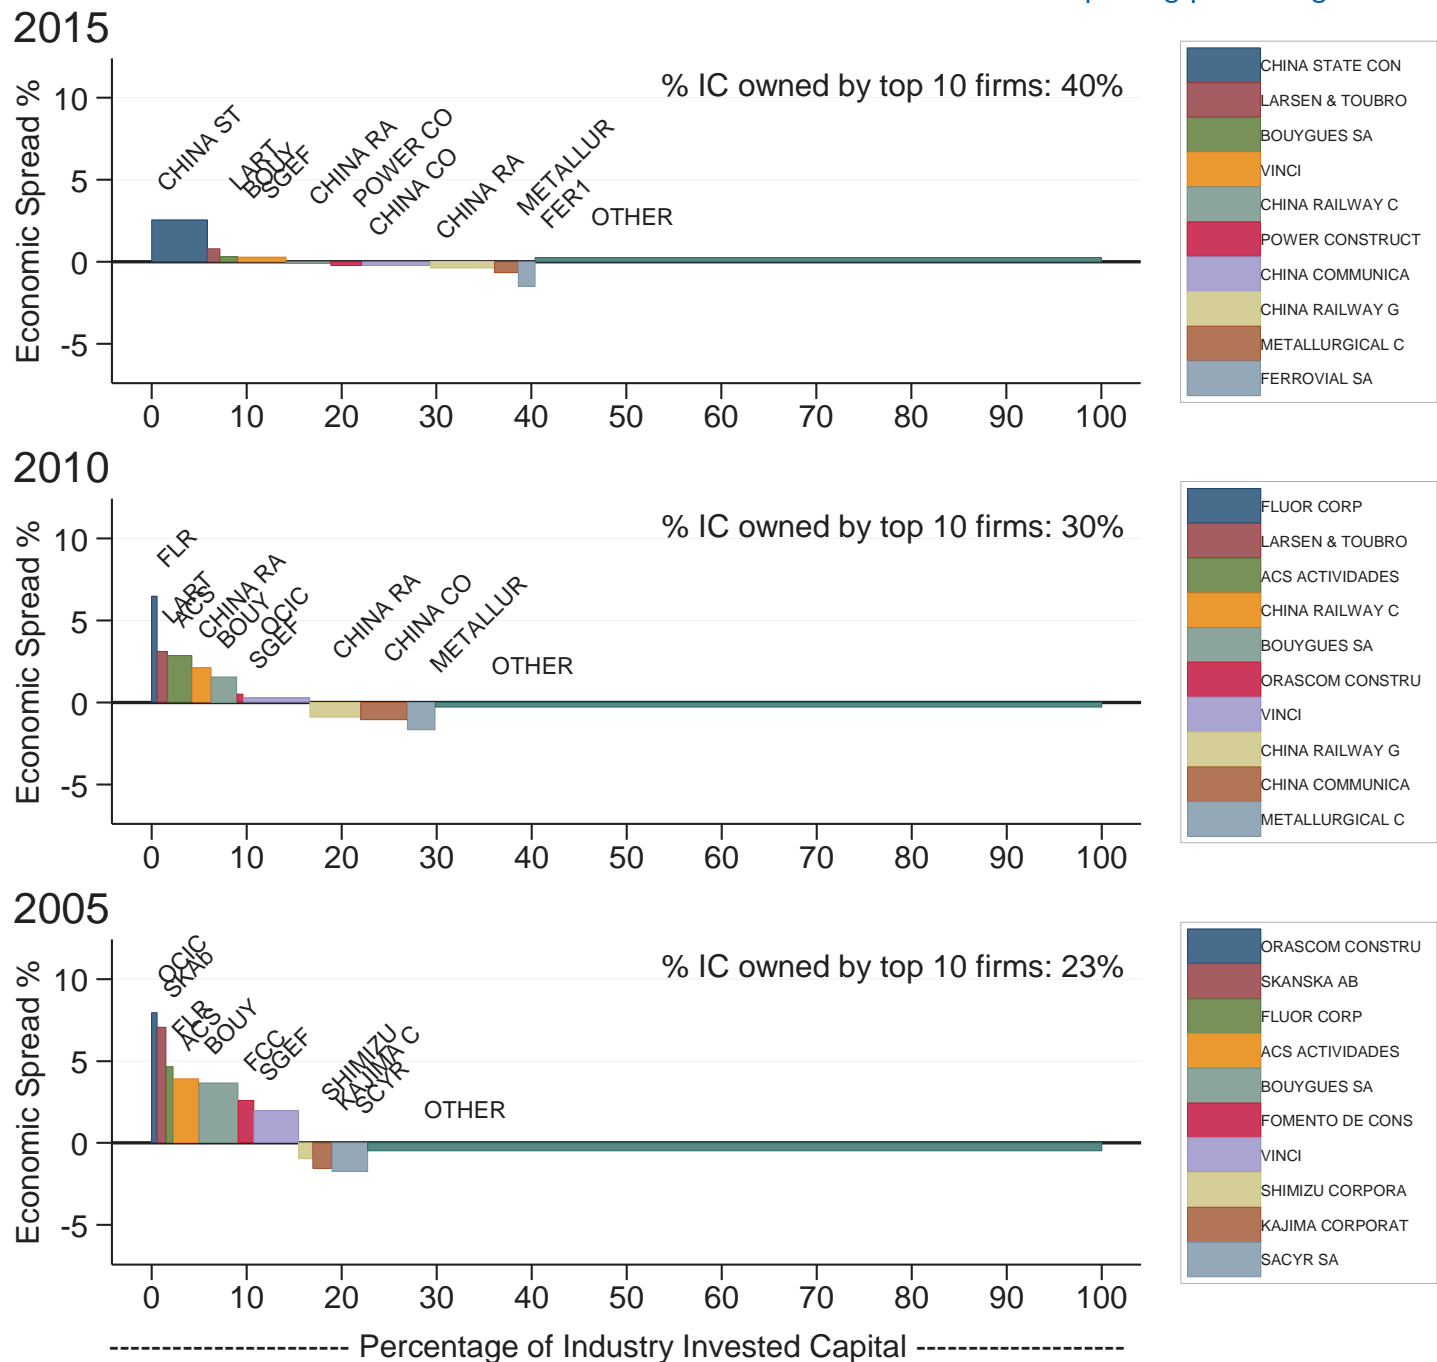 2015
% IC owned by top 10 firms: 40%
Economic Spread %
10
5
0
-5
CHINA ST
LART
BOUY
SGEF
CHINA RA
POWER CO
CHINA CO
CHINA RA
METALLUR
FER1
OTHER
0 10 20 30 40 50 60 70 80 90 100
CHINA STATE CON
LARSEN & TOUBRO
BOUYGUES SA
VINCI
CHINA RAILWAY C
POWER CONSTRUCT
CHINA COMMUNICA
CHINA RAILWAY G
METALLURGICAL C
FERROVIAL SA
2010
% IC owned by top 10 firms: 30%
Economic Spread %
10
5
0
-5
FLR
LART
ACS
CHINA RA
BOUY
OCIC
SGEF
CHINA RA
CHINA CO
METALLUR
OTHER
0 10 20 30 40 50 60 70 80 90 100
FLUOR CORP
LARSEN & TOUBRO
ACS ACTIVIDADES
CHINA RAILWAY C
BOUYGUES SA
ORASCOM CONSTRU
VINCI
CHINA RAILWAY G
CHINA COMMUNICA
METALLURGICAL C
2005
% IC owned by top 10 firms: 23%
Economic Spread %
10
5
0
-5
OCIC
SKAb
FLR
ACS
BOUY
FCC
SGEF
SHIMIZU
KAJIMA C
SCYR
OTHER
0 10 20 30 40 50 60 70 80 90 100
ORASCOM CONSTRU
SKANSKA AB
FLUOR CORP
ACS ACTIVIDADES
BOUYGUES SA
FOMENTO DE CONS
VINCI
SHIMIZU CORPORA
KAJIMA CORPORAT
SACYR SA
-------------------- Percentage of Industry Invested Capital -----------------